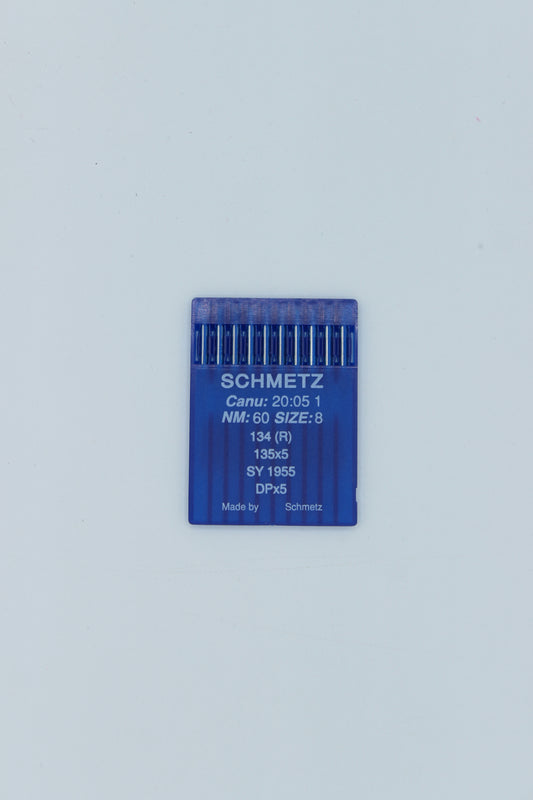 SCHMETZ
Canu: 20:05 1
NM: 60 SIZE: 8
134 (R)
135x5
SY 1955
DPx5
Made by Schmetz